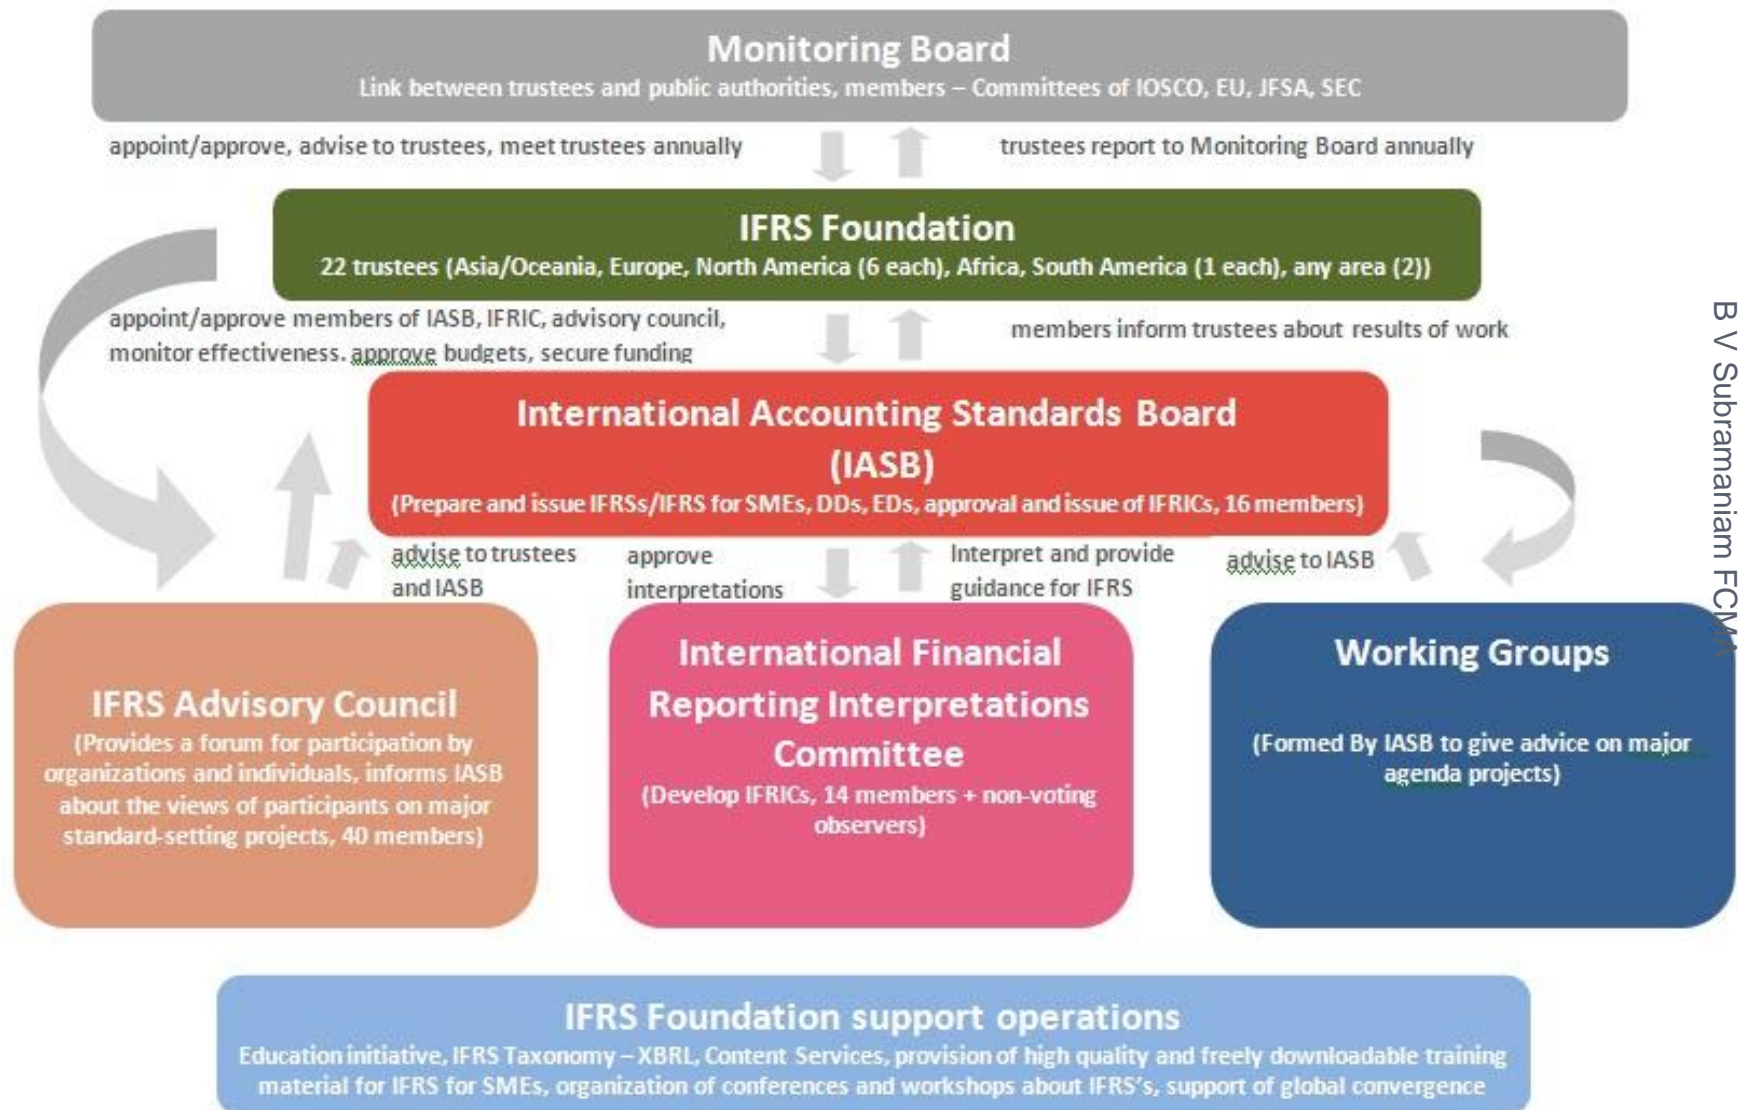 Monitoring Board
Link between trustees and public authorities, members – Committees of IOSCO, EU, JFSA, SEC
appoint/approve, advise to trustees, meet trustees annually
trustees report to Monitoring Board annually
IFRS Foundation
22 trustees (Asia/Oceania, Europe, North America (6 each), Africa, South America (1 each), any area (2))
appoint/approve members of IASB, IFRIC, advisory council,
monitor effectiveness. approve budgets, secure funding
members inform trustees about results of work
International Accounting Standards Board
(IASB)
(Prepare and issue IFRSs/IFRS for SMEs, DDs, EDs, approval and issue of IFRICs, 16 members)
advise to trustees
and IASB
approve
interpretations
Interpret and provide
guidance for IFRS
advise to IASB
IFRS Advisory Council
(Provides a forum for participation by
organizations and individuals, informs IASB
about the views of participants on major
standard-setting projects, 40 members)
International Financial
Reporting Interpretations
Committee
(Develop IFRICs, 14 members + non-voting
observers)
Working Groups
(Formed By IASB to give advice on major
agenda projects)
IFRS Foundation support operations
Education initiative, IFRS Taxonomy – XBRL, Content Services, provision of high quality and freely downloadable training
material for IFRS for SMEs, organization of conferences and workshops about IFRS's, support of global convergence
B V Subramaniam FCMA